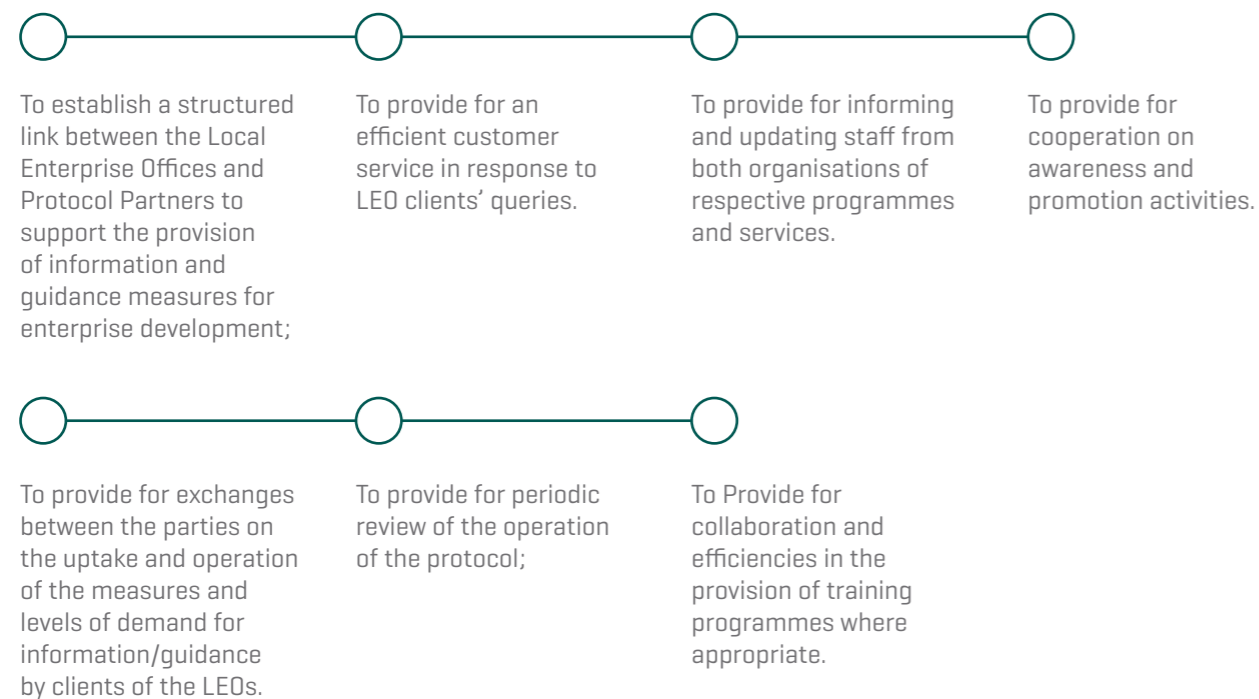 To establish a structured
link between the Local
Enterprise Offices and
Protocol Partners to
support the provision
of information and
guidance measures for
enterprise development;
To provide for an
efficient customer
service in response to
LEO clients’ queries.
To provide for informing
and updating staff from
both organisations of
respective programmes
and services.
To provide for
cooperation on
awareness and
promotion activities.
To provide for exchanges
between the parties on
the uptake and operation
of the measures and
levels of demand for
information/guidance
by clients of the LEOs.
To provide for periodic
review of the operation
of the protocol;
To Provide for
collaboration and
efficiencies in the
provision of training
programmes where
appropriate.